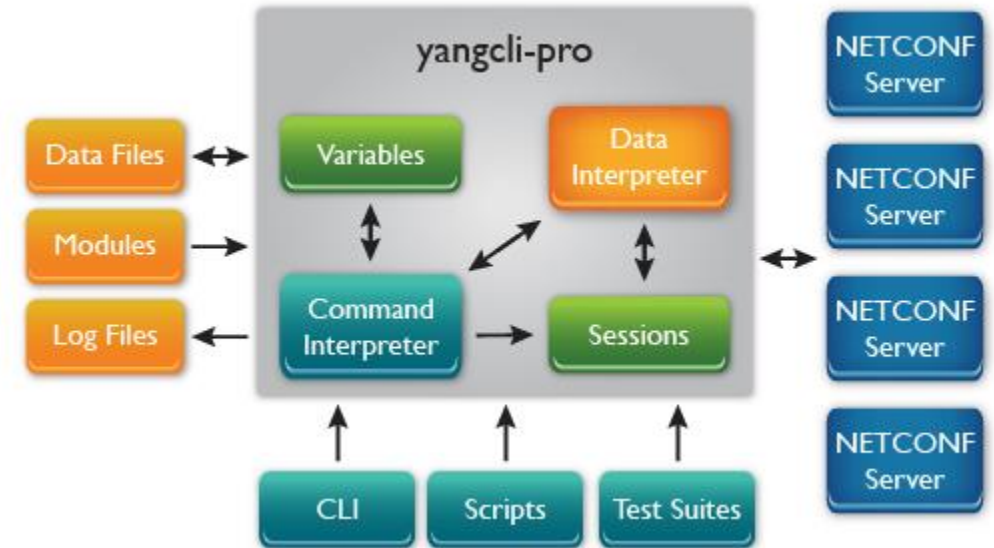 yangcli-pro
Data Files
Modules
Log Files
Variables
Data
Interpreter
Command
Interpreter
Sessions
CLI
Scripts
Test Suites
NETCONF
Server
NETCONF
Server
NETCONF
Server
NETCONF
Server